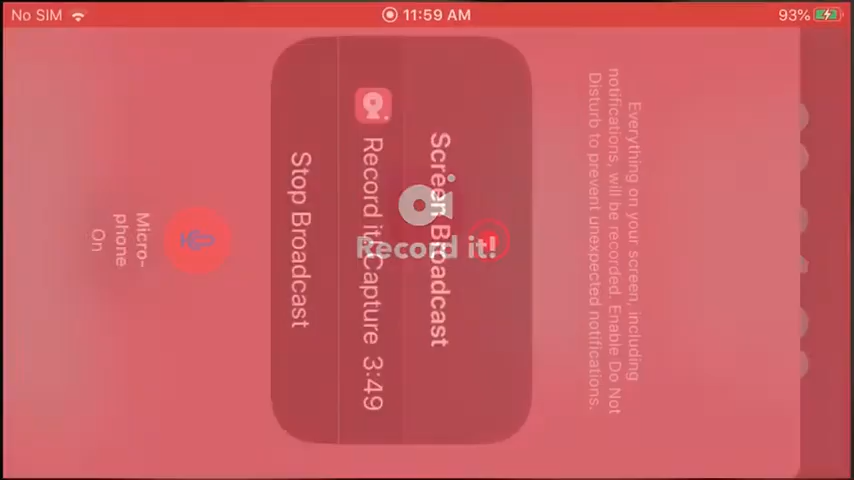 No SIM
11:59 AM
93%
Everything on your screen, including
notifications, will be recorded. Enable Do Not
Disturb to prevent unexpected notifications.
Screen Broadcast
Record it! Capture 3:49
Stop Broadcast
Record it!
Micro-
phone
On